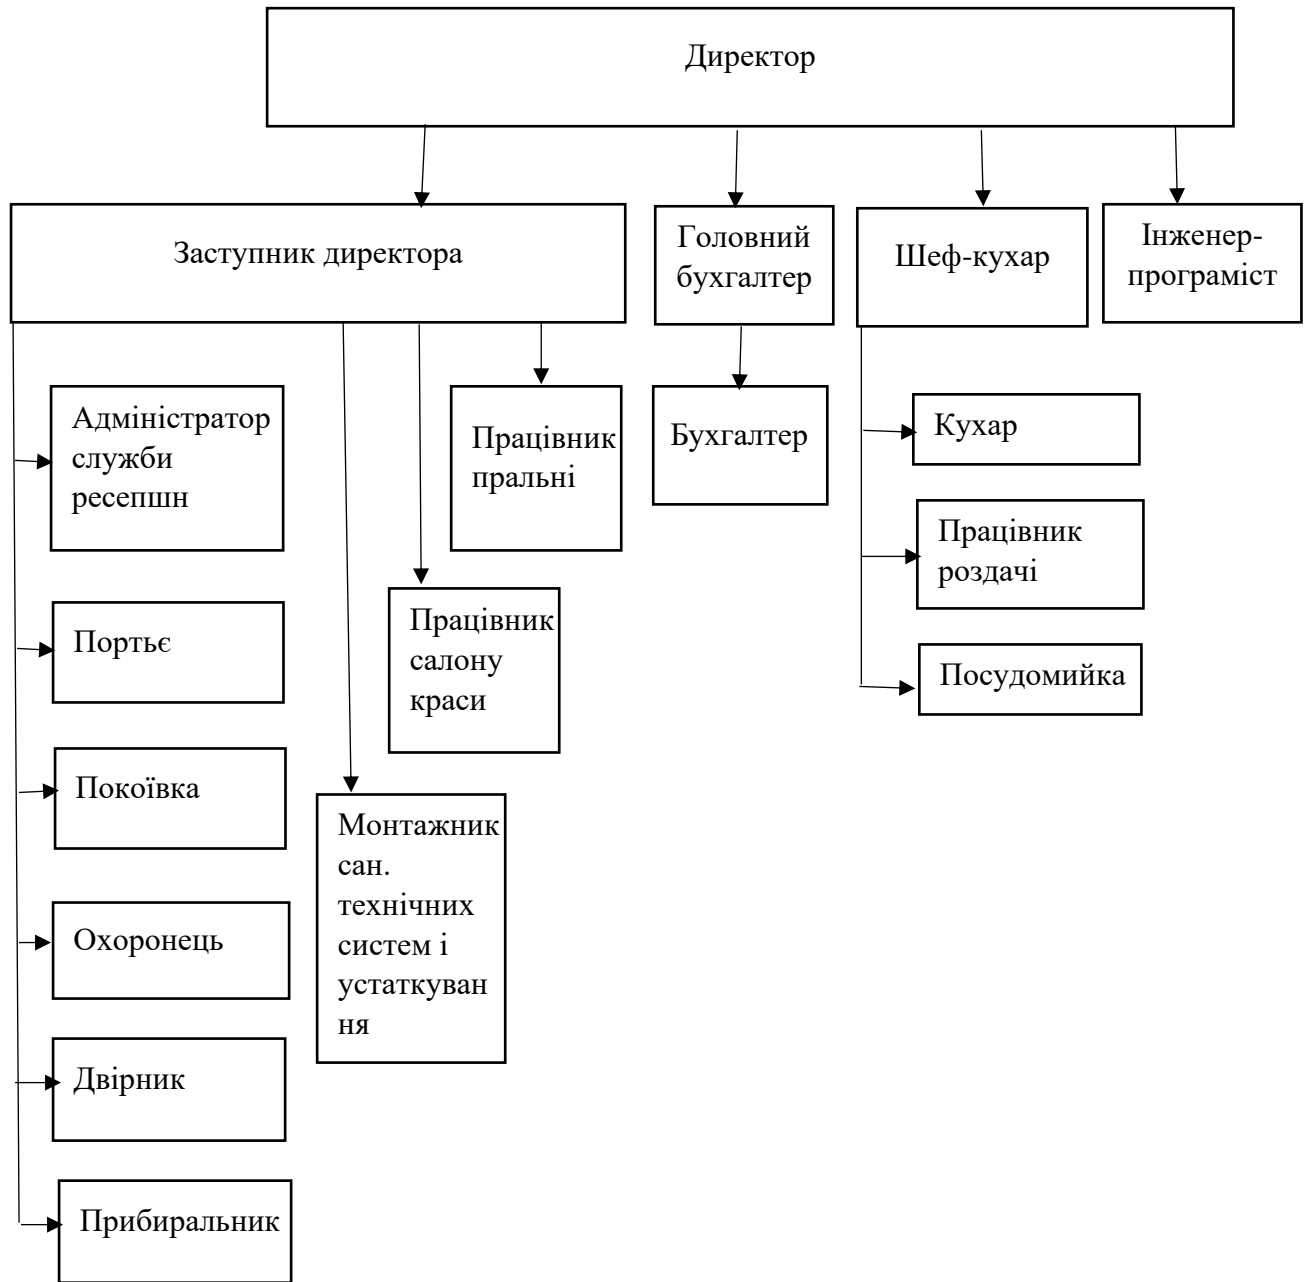 Директор
Заступник директора
Головний
бухгалтер
Шеф-кухар
Інженер-
програміст
Адміністратор
служби
ресепшн
Працівник
пральні
Бухгалтер
Кухар
Працівник
роздачі
Портьє
Працівник
салону
краси
Посудомийка
Покоївка
Монтажник
сан.
технічних
систем і
устаткуван
ня
Охоронець
Двірник
Прибиральник